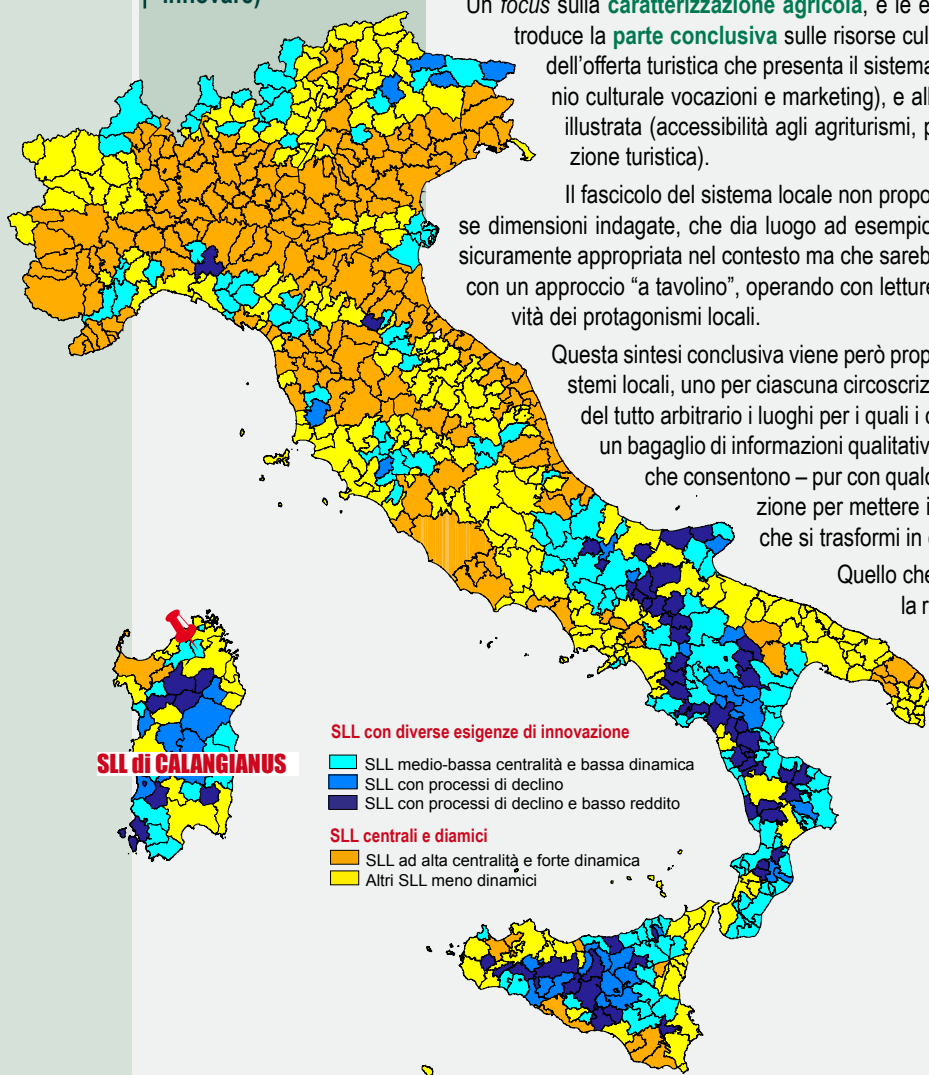 innovare)
Un focus sulla caratterizzazione agricola, e le e
troduce la parte conclusiva sulle risorse cul
dell'offerta turistica che presenta il sistema
nio culturale vocazioni e marketing), e all
illustrata (accessibilità agli agriturismi, p
zione turistica).
Il fascicolo del sistema locale non propo
se dimensioni indagate, che dia luogo ad esempio
sicuramente appropriata nel contesto ma che sareb
con un approccio “a tavolino”, operando con letture
vità dei protagonismi locali.
Questa sintesi conclusiva viene però prop
stemi locali, uno per ciascuna circoscriz
del tutto arbitrario i luoghi per i quali i
un bagaglio di informazioni qualitativ
che consentono – pur con qualc
zione per mettere i
che si trasformi in
Quello che
la r
SLL di CALANGIANUS
SLL con diverse esigenze di innovazione
SLL medio-bassa centralità e bassa dinamica
SLL con processi di declino
SLL con processi di declino e basso reddito
SLL centrali e diamici
SLL ad alta centralità e forte dinamica
Altri SLL meno dinamici